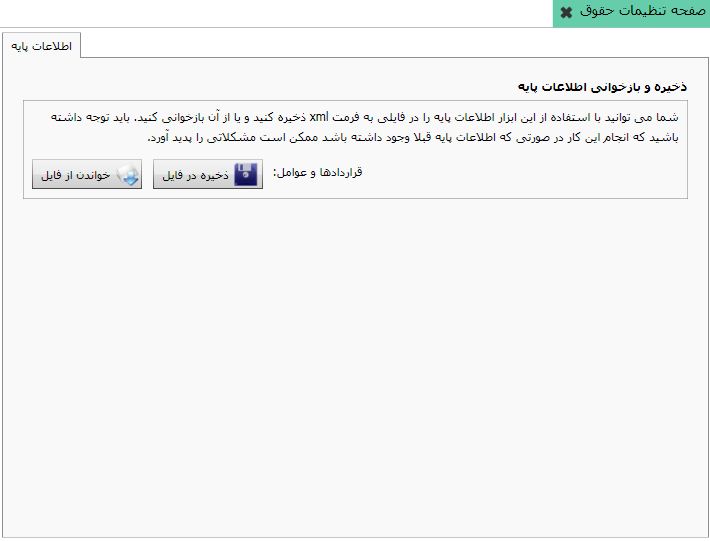 صفحه تنظیمات حقوق
اطلاعات پایه
ذخیره و بازخوانی اطلاعات پایه
شما می توانید با استفاده از این ابزار اطلاعات پایه را در فایلی به فرمت xml ذخیره کنید و یا از آن بازخوانی کنید. باید توجه داشته
باشید که انجام این کار در صورتی که اطلاعات پایه قبلا وجود داشته باشد ممکن است مشکلاتی را پدید آورد.
قراردادها و عوامل: ذخیره در فایل خواندن از فایل